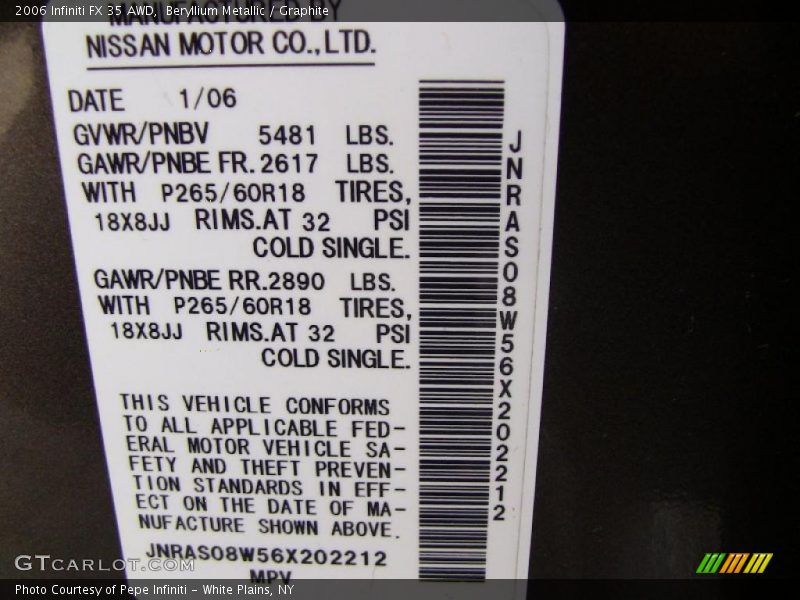 2006 Infiniti FX 35 AWD, Beryllium Metallic / Graphite
MANUFACTURED BY
NISSAN MOTOR CO.,LTD.
DATE 1/06
GVWR/PNBV 5481 LBS.
GAWR/PNBE FR. 2617 LBS.
WITH P265/60R18 TIRES,
18X8JJ RIMS.AT 32 PSI
COLD SINGLE.
GAWR/PNBE RR.2890 LBS.
WITH P265/60R18 TIRES,
18X8JJ RIMS.AT 32 PSI
COLD SINGLE.
THIS VEHICLE CONFORMS
TO ALL APPLICABLE FED-
ERAL MOTOR VEHICLE SA-
FETY AND THEFT PREVEN-
TION STANDARDS IN EFF-
ECT ON THE DATE OF MA-
NUFACTURE SHOWN ABOVE.
JNRAS08W56X202212
MPV
JNRAS08W56X202212
GTCARLOT.COM
Photo Courtesy of Pepe Infiniti - White Plains, NY